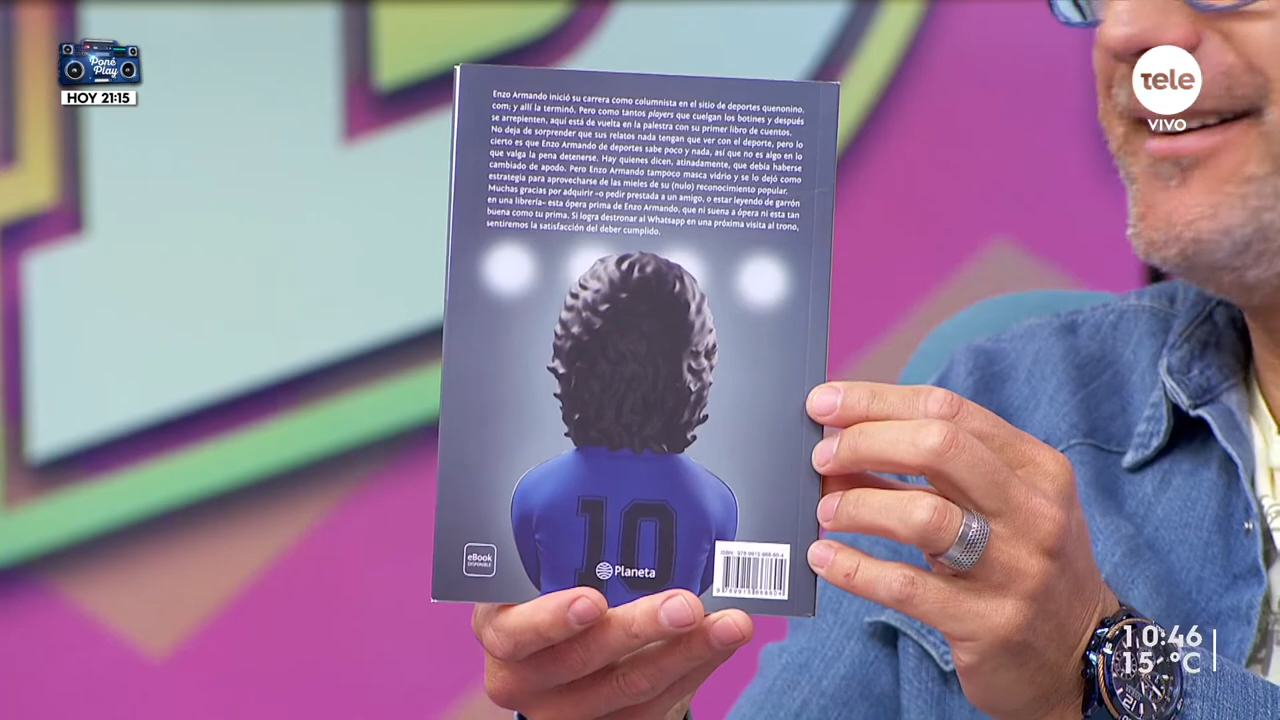 Poné
Play
HOY 21:15
tele
VIVO
Enzo Armando inició su carrera como columnista en el sitio de deportes quenonino.
com; y allí la terminó. Pero como tantos players que cuelgan los botines y después
se arrepienten, aquí está de vuelta en la palestra con su primer libro de cuentos.
No deja de sorprender que sus relatos nada tengan que ver con el deporte, pero lo
cierto es que Enzo Armando de deportes sabe poco y nada, así que no es algo en lo
que valga la pena detenerse. Hay quienes dicen, atinadamente, que debía haberse
cambiado de apodo. Pero Enzo Armando tampoco masca vidrio y se lo dejó como
estrategia para aprovecharse de las mieles de su (nulo) reconocimiento popular.
Muchas gracias por adquirir –o pedir prestada a un amigo, o estar leyendo de garrón
en una librería– esta ópera prima de Enzo Armando, que ni suena a ópera ni esta tan
buena como tu prima. Si logra destronar al Whatsapp en una próxima visita al trono,
sentiremos la satisfacción del deber cumplido.
10
eBook
DISPONIBLE
Planeta
10:46
15 °C